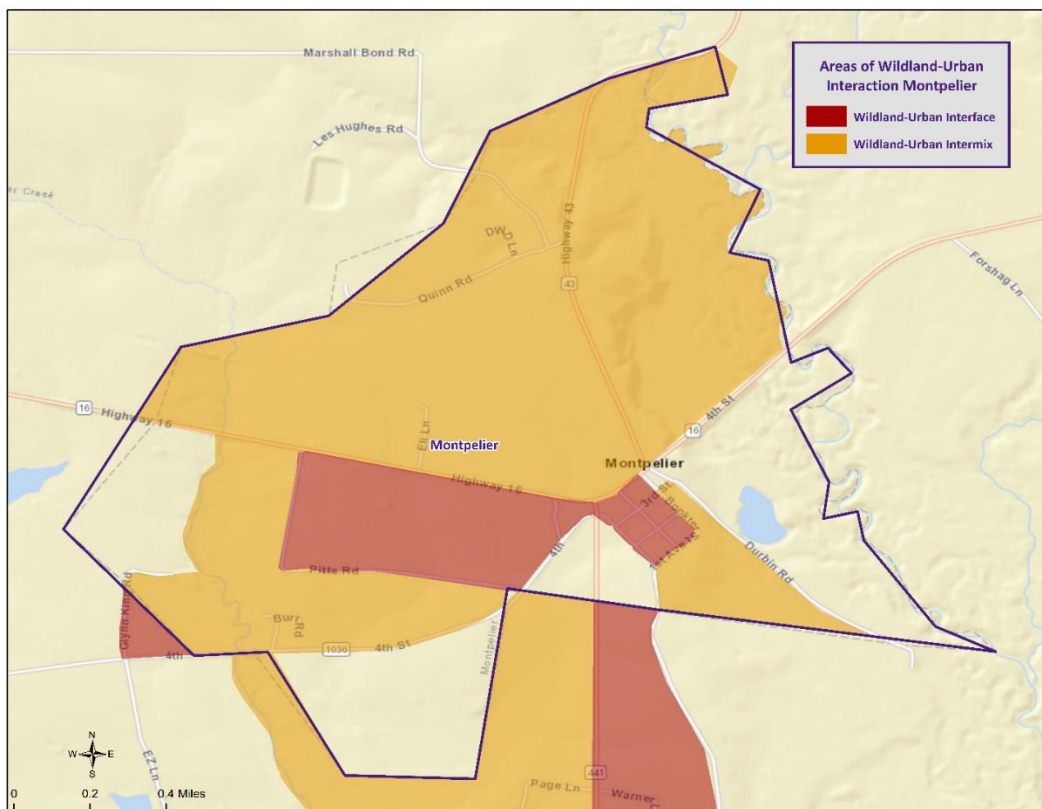 Marshall Bond Rd
Areas of Wildland-Urban
Interaction Montpelier
Wildland-Urban Interface
Wildland-Urban Intermix
Les Hughes Rd
Creek
Highway 43
DW D Ln
Forshag Ln
Quinn Rd
43
16
Highway 16
4th St
16
Eli Ln
Montpelier
Montpelier
Highway 16
3rd St
Bookter
1st Ave
4th
Durbin Rd
Pitts Rd
Glynn King Rd
Burr Rd
1036
4th St
Montpelier
4th
N
W E
S
EZ Ln
441
Page Ln
Warner
0 0.2 0.4 Miles